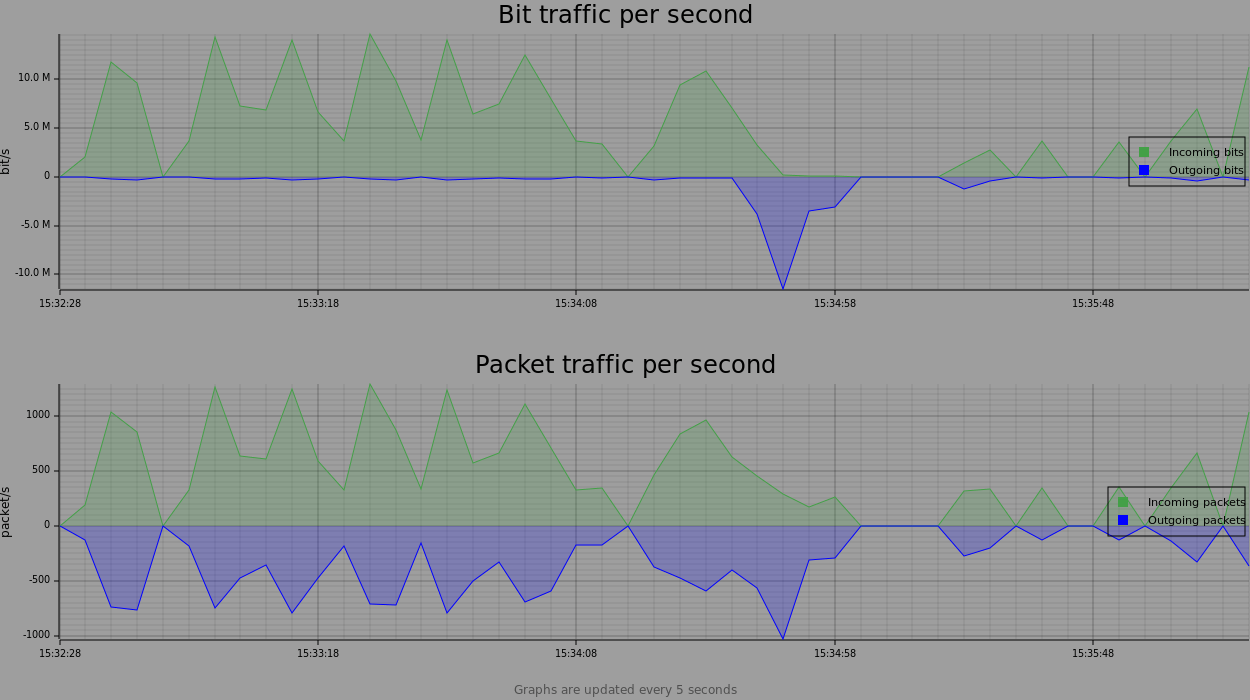 Bit traffic per second
bit/s
10.0 M
5.0 M
0
-5.0 M
-10.0 M
Incoming bits
Outgoing bits
15:32:28 15:33:18 15:34:08 15:34:58 15:35:48
Packet traffic per second
packet/s
1000
500
0
-500
-1000
Incoming packets
Outgoing packets
15:32:28 15:33:18 15:34:08 15:34:58 15:35:48
Graphs are updated every 5 seconds